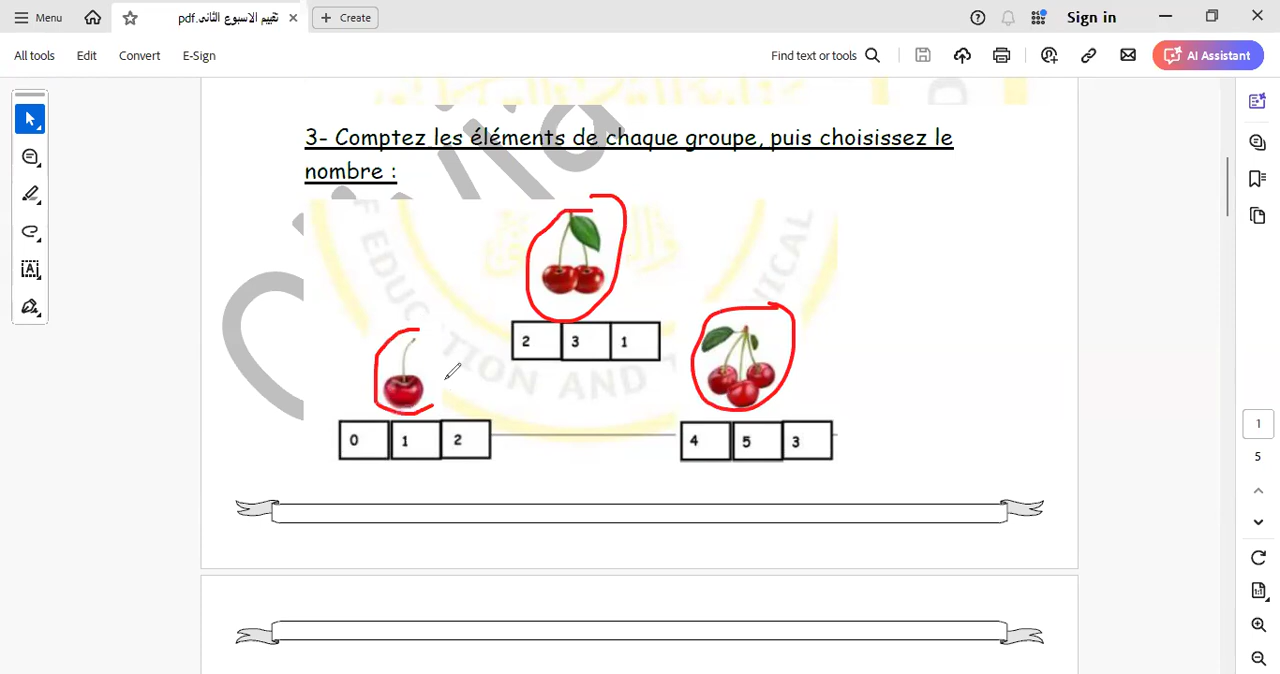 Menu
تقييم الاسبوع الثانى.pdf
Create
Sign in
All tools Edit Convert E-Sign
Find text or tools
AI Assistant
3- Comptez les éléments de chaque groupe, puis choisissez le
nombre :
2 3 1
0 1 2
4 5 3
1
5